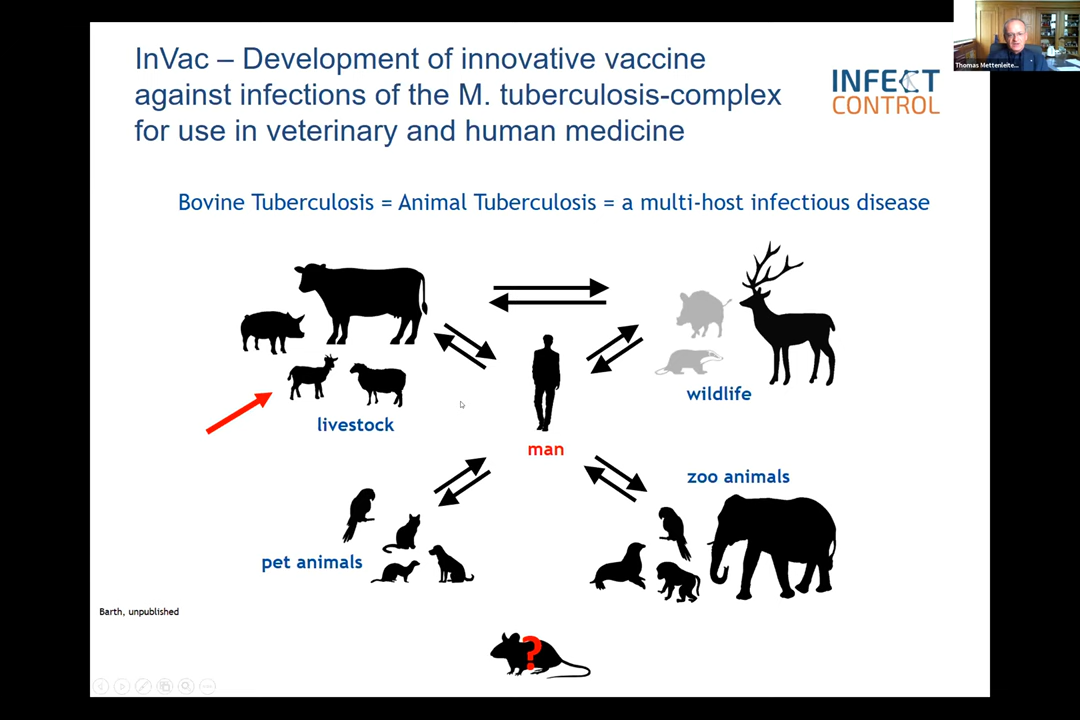 InVac – Development of innovative vaccine
against infections of the M. tuberculosis-complex
for use in veterinary and human medicine
INFECT
CONTROL
Thomas Mettenleite...
Bovine Tuberculosis = Animal Tuberculosis = a multi-host infectious disease
wildlife
livestock
man
zoo animals
pet animals
Barth, unpublished
?